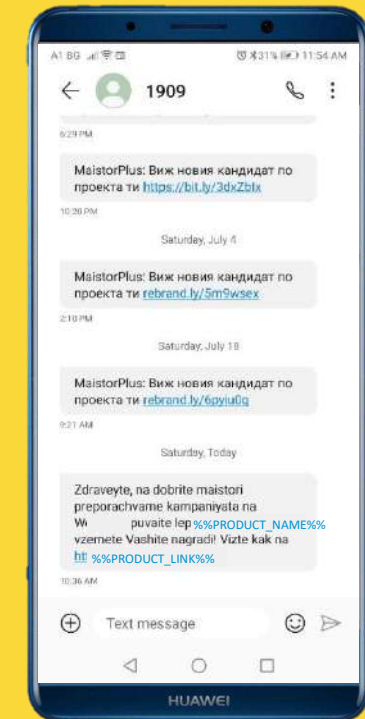 A1 BG 31% 11:54 AM
1909
6:29 PM
MaistorPlus: Виж новия кандидат по
проекта ти https://bit.ly/3dxZbIx
10:26 PM
Saturday, July 4
MaistorPlus: Виж новия кандидат по
проекта ти rebrand.ly/5m9wsex
2:10 PM
Saturday, July 18
MaistorPlus: Виж новия кандидат по
проекта ти rebrand.ly/6pyiu0q
9:21 AM
Saturday, Today
Zdraveyte, na dobrite maistori
preporachvame kampaniyata na
puvaite lep %%PRODUCT_NAME%%
vzemete Vashite nagradi! Vizte kak na
%%PRODUCT_LINK%%
10:36 AM
Text message
HUAWEI